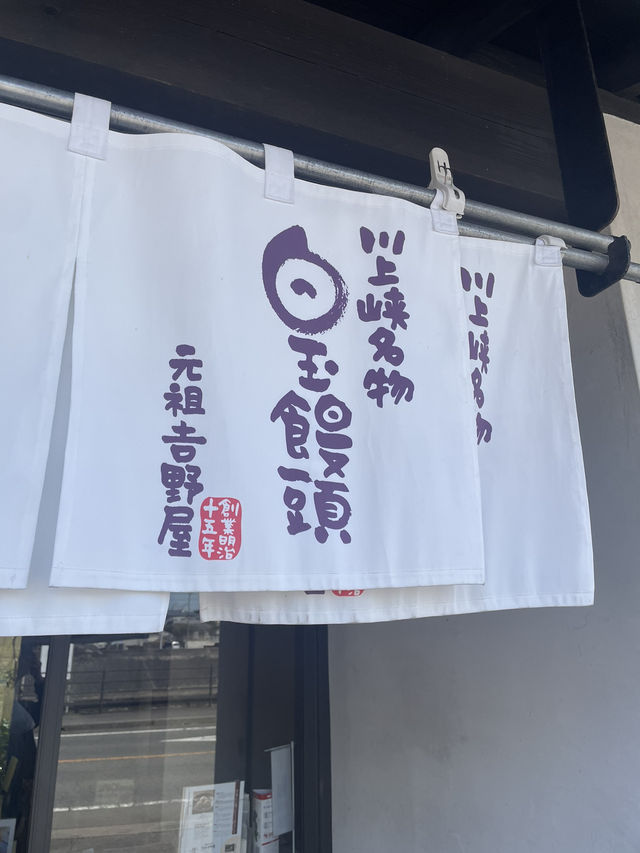 川上峡名物
白玉饅頭
元祖吉野屋
創業明治
十五年
川上峡名物